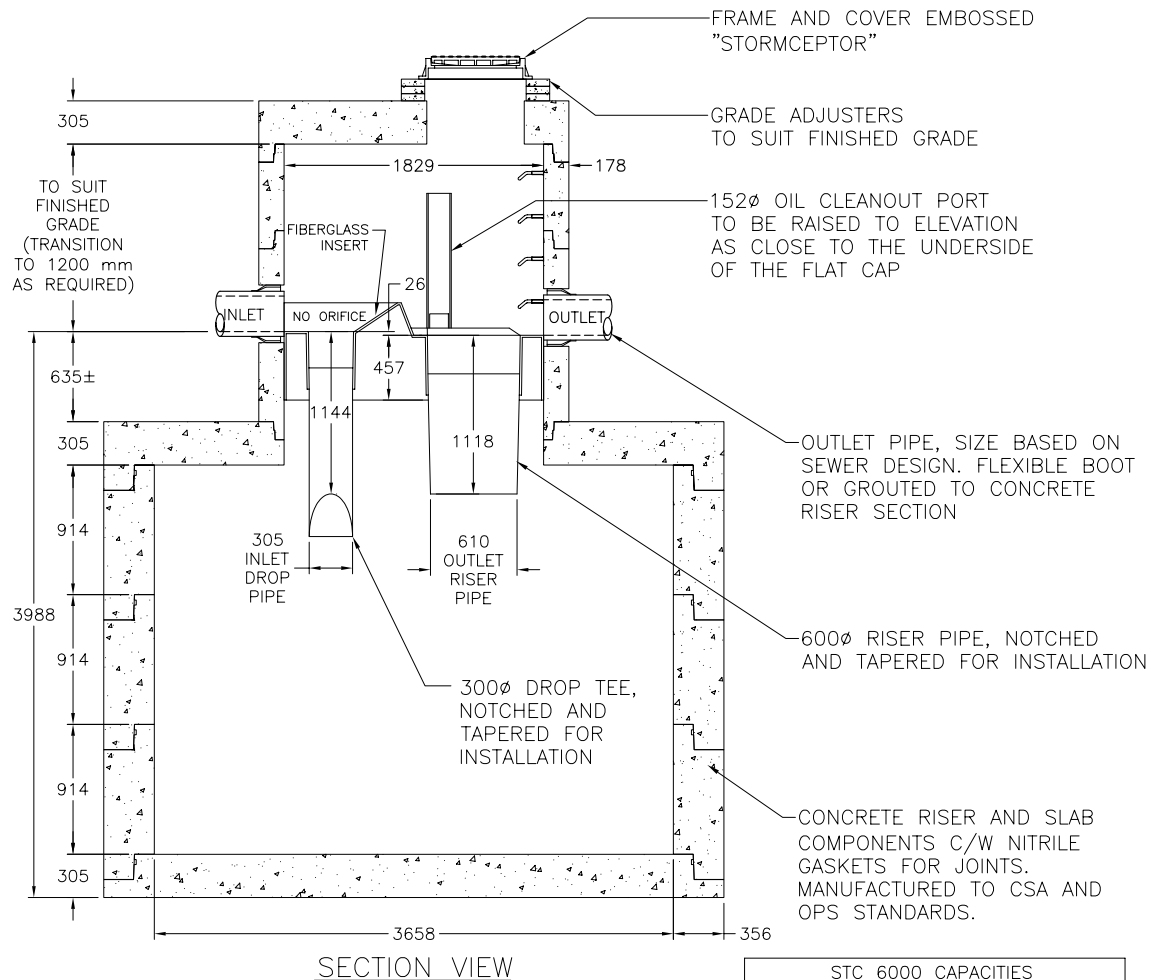 FRAME AND COVER EMBOSSED
"STORMCEPTOR"
305
GRADE ADJUSTERS
TO SUIT FINISHED GRADE
1829
178
TO SUIT
FINISHED
GRADE
(TRANSITION
TO 1200 mm
AS REQUIRED)
152ø OIL CLEANOUT PORT
TO BE RAISED TO ELEVATION
AS CLOSE TO THE UNDERSIDE
OF THE FLAT CAP
FIBERGLASS
INSERT
26
INLET
NO ORIFICE
OUTLET
635±
457
1144
1118
305
OUTLET PIPE, SIZE BASED ON
SEWER DESIGN. FLEXIBLE BOOT
OR GROUTED TO CONCRETE
RISER SECTION
914
305
INLET
DROP
PIPE
610
OUTLET
RISER
PIPE
3988
600ø RISER PIPE, NOTCHED
AND TAPERED FOR INSTALLATION
914
300ø DROP TEE,
NOTCHED AND
TAPERED FOR
INSTALLATION
914
CONCRETE RISER AND SLAB
COMPONENTS C/W NITRILE
GASKETS FOR JOINTS.
MANUFACTURED TO CSA AND
OPS STANDARDS.
305
3658
356
SECTION VIEW
STC 6000 CAPACITIES